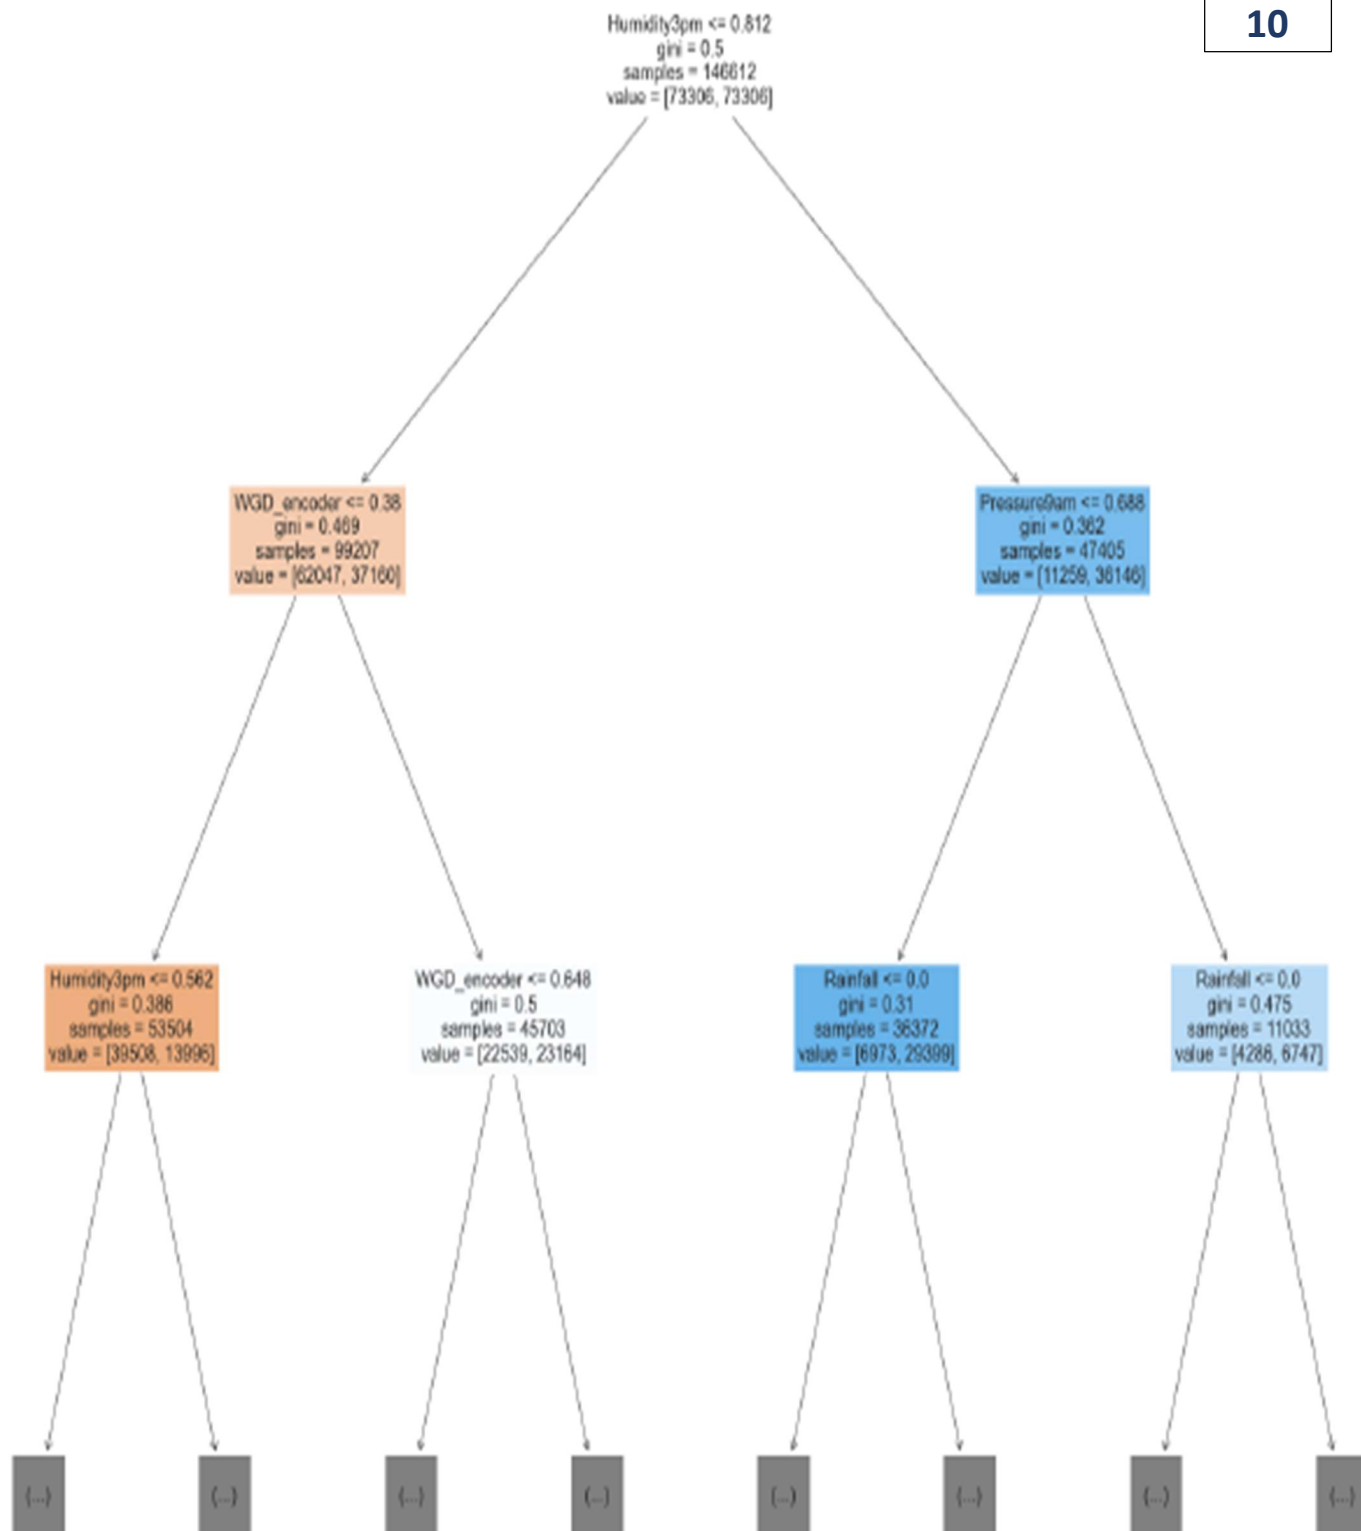 10
Humidity3pm <= 0.812
gini = 0.5
samples = 146612
value = [73306, 73306]
WGD_encoder <= 0.38
gini = 0.469
samples = 99207
value = [62047, 37160]
Pressure9am <= 0.688
gini = 0.362
samples = 47405
value = [11259, 36146]
Humidity3pm <= 0.562
gini = 0.386
samples = 53504
value = [39508, 13996]
WGD_encoder <= 0.648
gini = 0.5
samples = 45703
value = [22539, 23164]
Rainfall <= 0.0
gini = 0.31
samples = 36372
value = [6973, 29399]
Rainfall <= 0.0
gini = 0.475
samples = 11033
value = [4286, 6747]
(...)
(...)
(...)
(...)
(...)
(...)
(...)
(...)